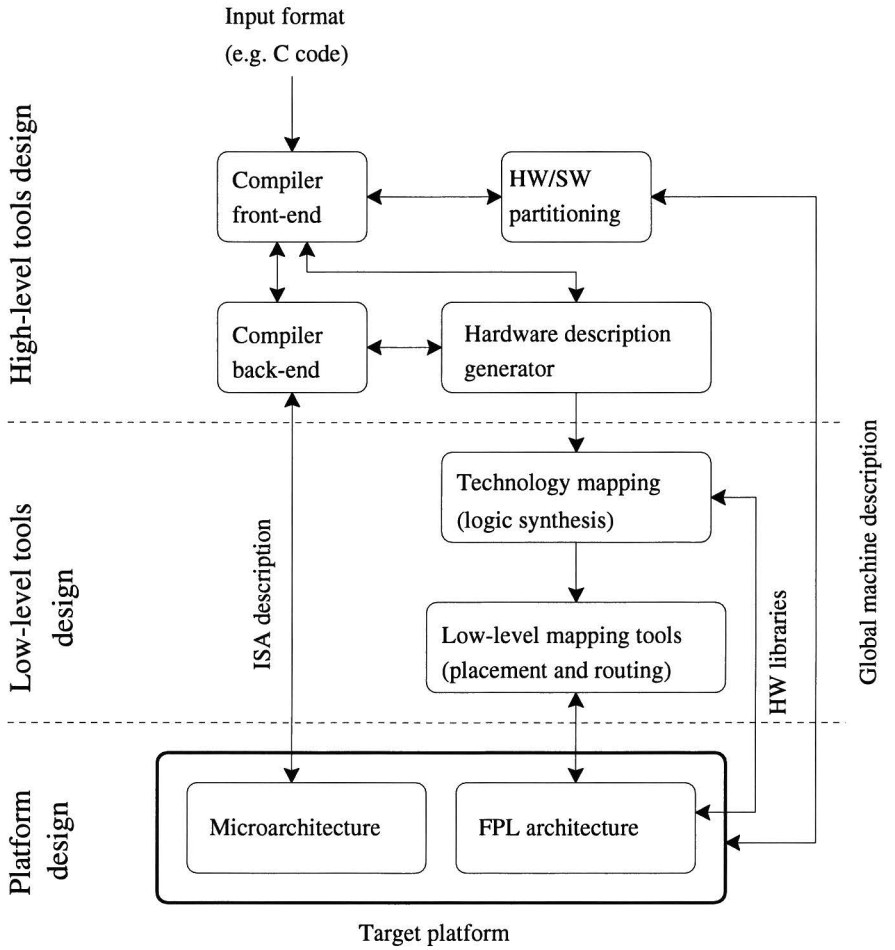 Input format
(e.g. C code)
High-level tools design
Compiler
front-end
HW/SW
partitioning
Compiler
back-end
Hardware description
generator
Low-level tools
design
ISA description
Technology mapping
(logic synthesis)
Low-level mapping tools
(placement and routing)
HW libraries
Global machine description
Platform
design
Microarchitecture
FPL architecture
Target platform